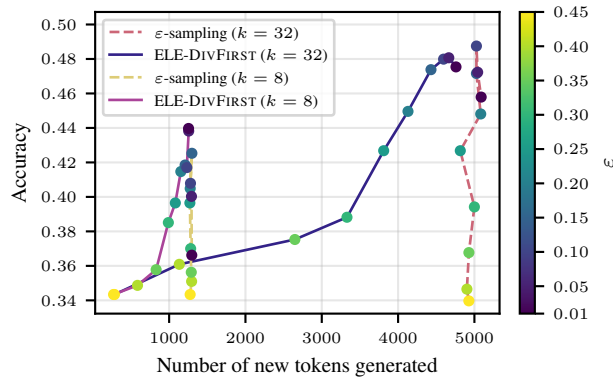 0.50
0.48
0.46
0.44
0.42
0.40
0.38
0.36
0.34
Accuracy
ε-sampling (k = 32)
ELE-DIVFIRST (k = 32)
ε-sampling (k = 8)
ELE-DIVFIRST (k = 8)
1000 2000 3000 4000 5000
Number of new tokens generated
0.45
0.40
0.35
0.30
0.25
0.20
0.15
0.10
0.05
0.01
ε